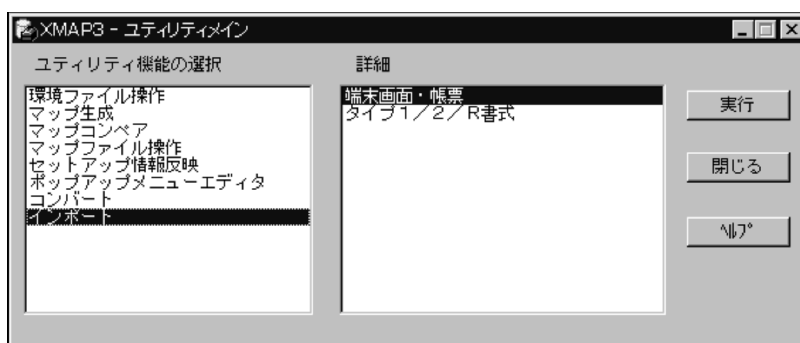 XMAP3 - ユティリティメイン
ユティリティ機能の選択
環境ファイル操作
マップ生成
マップコンペア
マップファイル操作
セットアップ情報反映
ポップアップメニューエディタ
コンバート
インポート
詳細
端末画面・帳票
タイプ1/2/R書式
実行
閉じる
ヘルプ